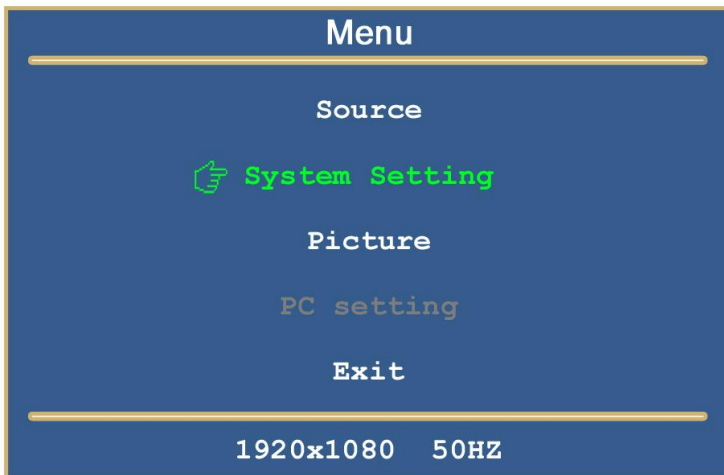 Menu
Source
System Setting
Picture
PC setting
Exit
1920x1080 50HZ